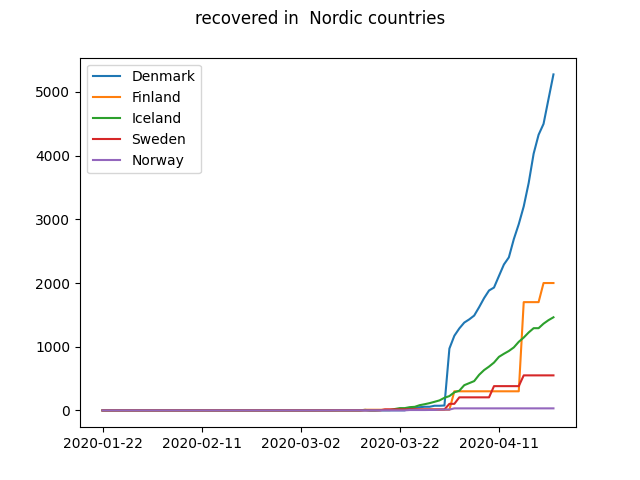 recovered in  Nordic countries
Denmark
Finland
Iceland
Sweden
Norway
5000
4000
3000
2000
1000
0
2020-01-22 2020-02-11 2020-03-02 2020-03-22 2020-04-11